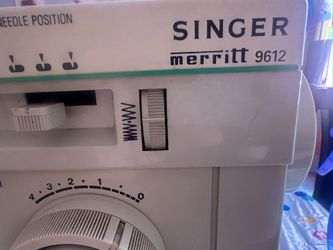 NEEDLE POSITION
SINGER
merritt 9612
4 3 2 1 0